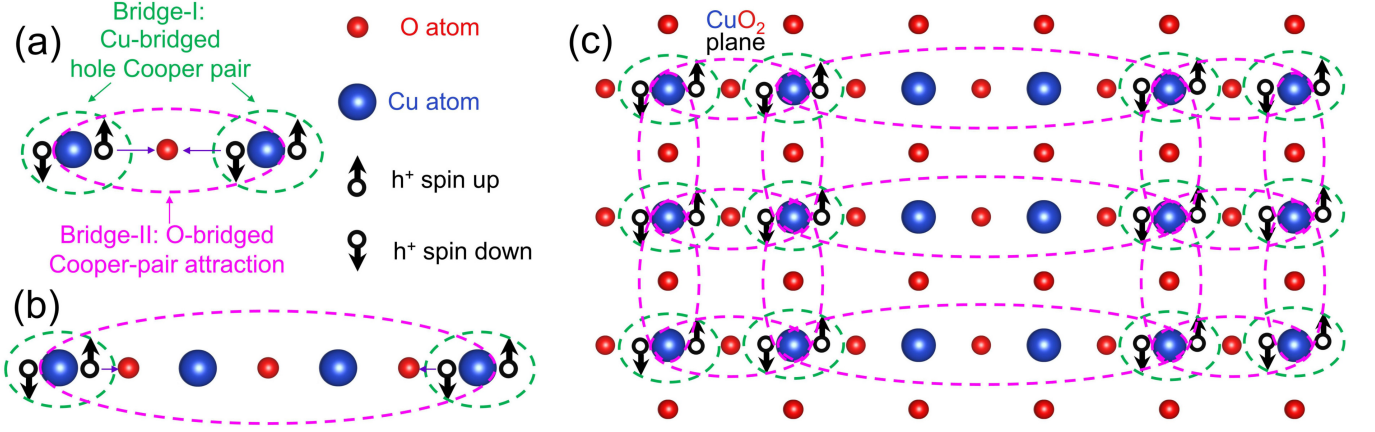 (a)
Bridge-I:
Cu-bridged
hole Cooper pair
Bridge-II: O-bridged
Cooper-pair attraction
O atom
Cu atom
h⁺ spin up
h⁺ spin down
(b)
(c)
CuO₂
plane